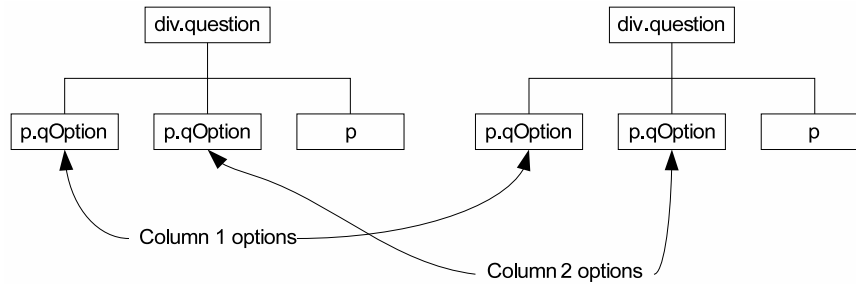 div.question div.question
p.qOption p.qOption p p.qOption p.qOption p
Column 1 options
Column 2 options